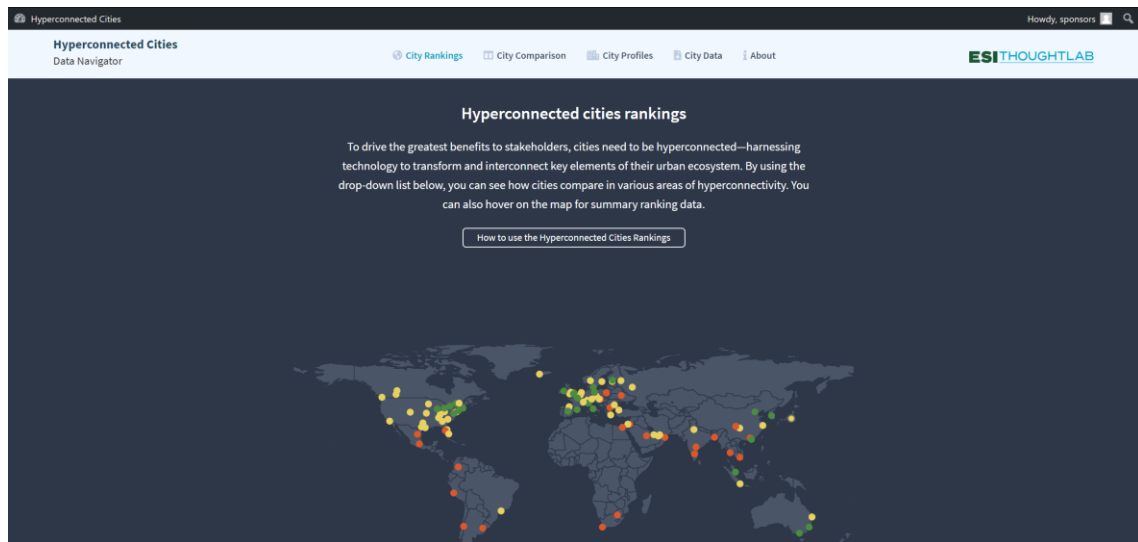 Hyperconnected Cities
Howdy, sponsors
Hyperconnected Cities
Data Navigator
City Rankings
City Comparison
City Profiles
City Data
About
ESITHOUGHTLAB
Hyperconnected cities rankings
To drive the greatest benefits to stakeholders, cities need to be hyperconnected—harnessing
technology to transform and interconnect key elements of their urban ecosystem. By using the
drop-down list below, you can see how cities compare in various areas of hyperconnectivity. You
can also hover on the map for summary ranking data.
How to use the Hyperconnected Cities Rankings